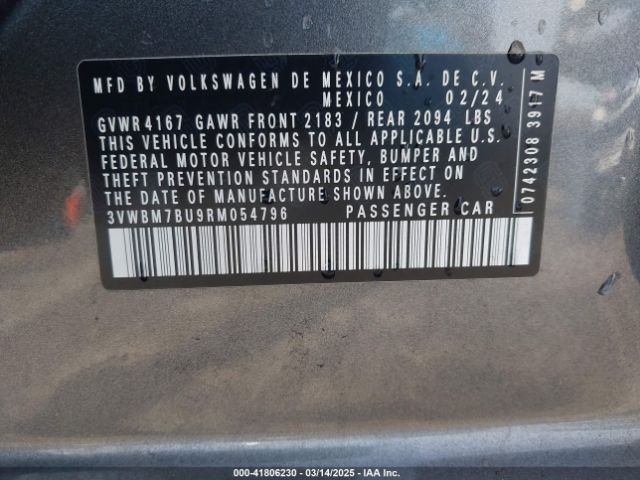 MFD BY VOLKSWAGEN DE MEXICO S.A. DE C.V.
MEXICO 02/24
GVWR 4167 GAWR FRONT 2183 / REAR 2094 LBS
THIS VEHICLE CONFORMS TO ALL APPLICABLE U.S.
FEDERAL MOTOR VEHICLE SAFETY, BUMPER AND
THEFT PREVENTION STANDARDS IN EFFECT ON
THE DATE OF MANUFACTURE SHOWN ABOVE.
3VWBM7BU9RM054796 PASSENGER CAR
0742308 3917 M
000-41806230 - 03/14/2025 - IAAI.COM